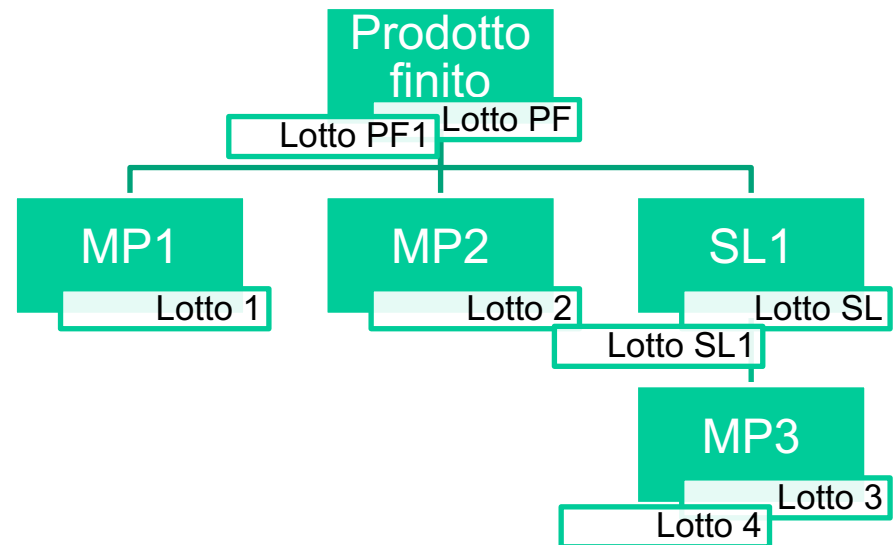 Prodotto
finito
Lotto PF
Lotto PF1
MP1
Lotto 1
MP2
Lotto 2
SL1
Lotto SL
Lotto SL1
MP3
Lotto 3
Lotto 4